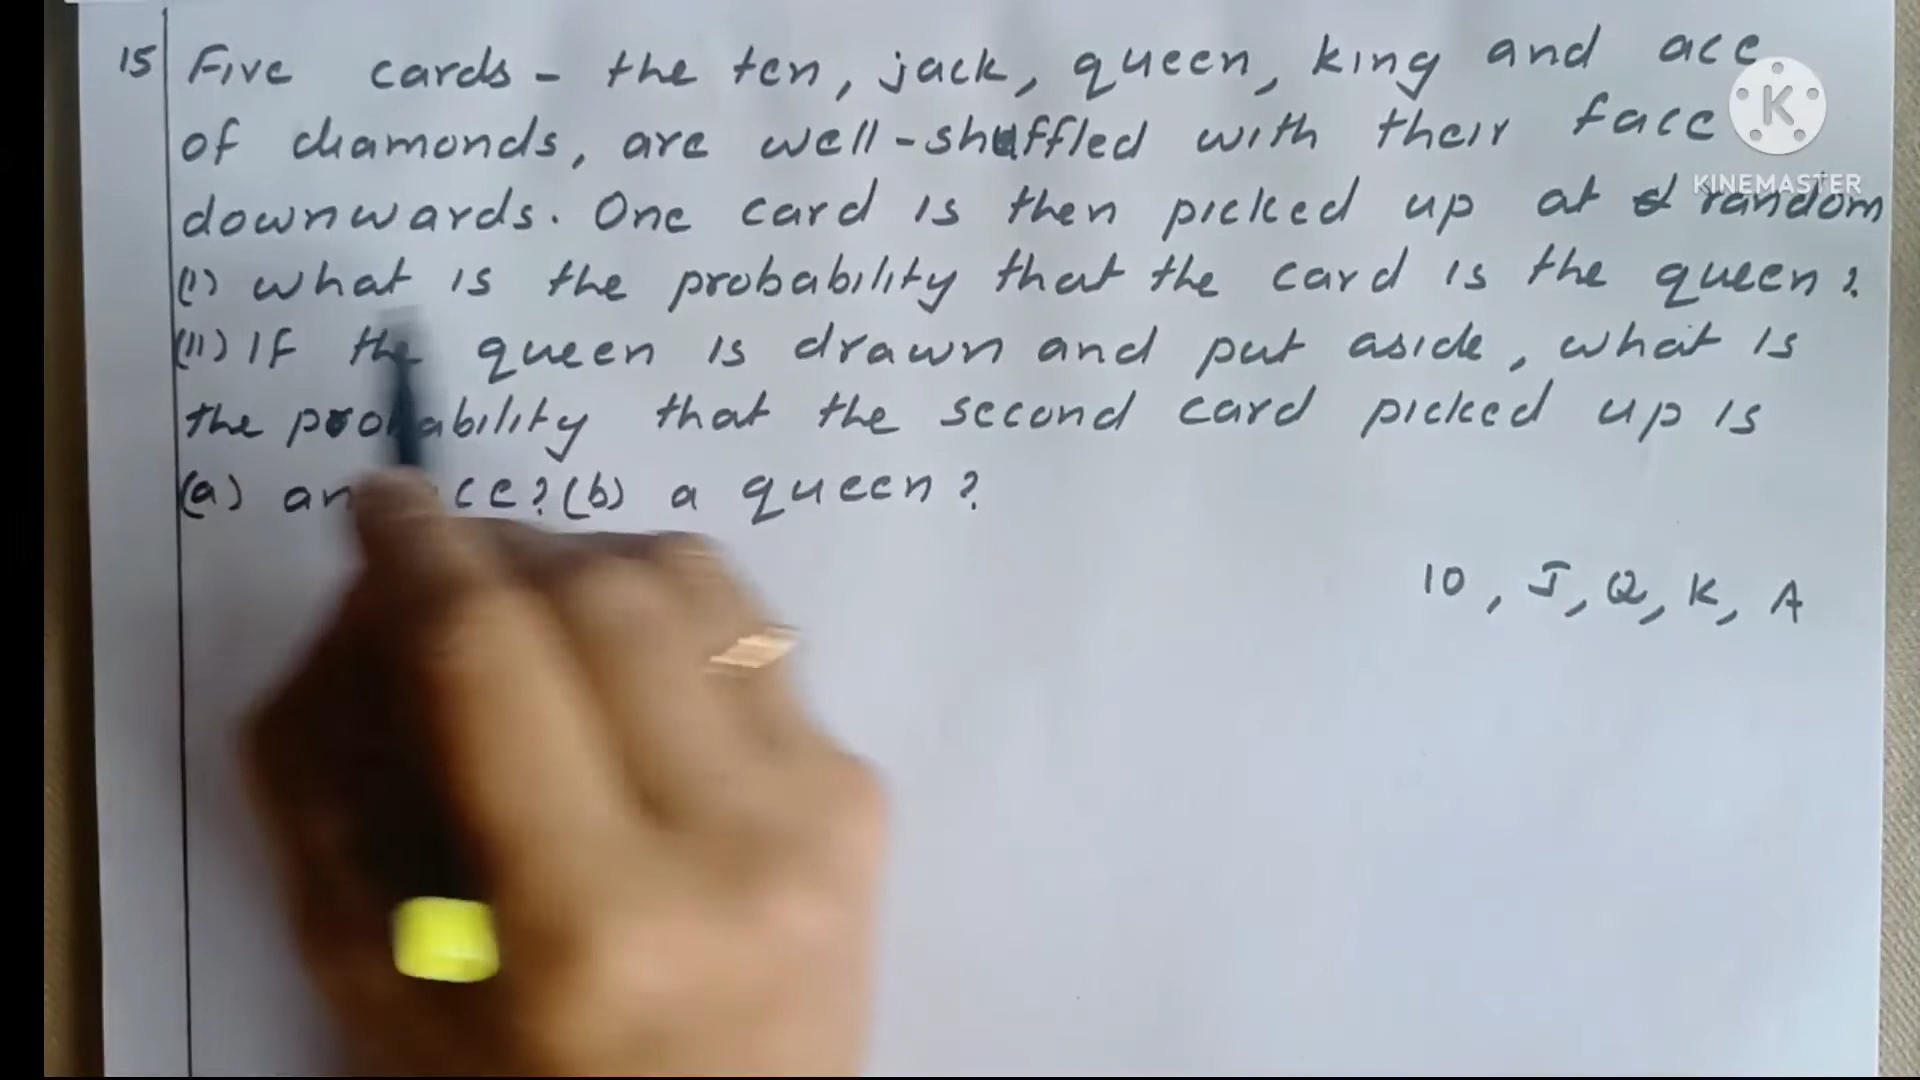 15 Five cards - the ten, jack, queen, king and ace
of diamonds, are well-shuffled with their face
downwards. One card is then picked up at random
(i) what is the probability that the card is the queen?
(ii) If the queen is drawn and put aside, what is
the probability that the second card picked up is
(a) an ace? (b) a queen?
10, J, Q, K, A
K
KINEMASTER